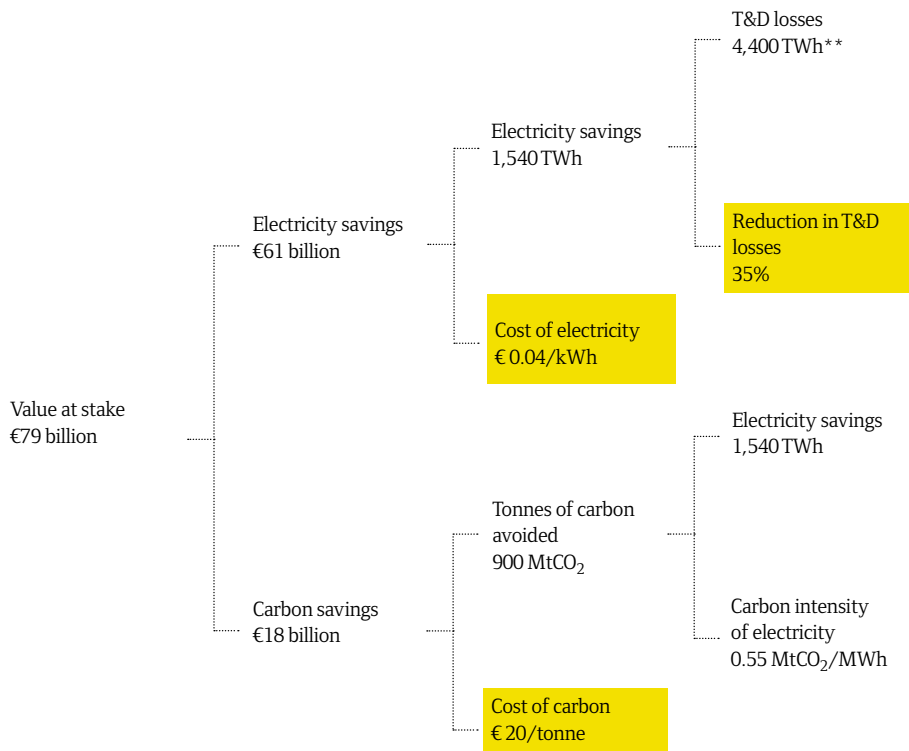 T&D losses
4,400 TWh**
Electricity savings
1,540 TWh
Reduction in T&D
losses
35%
Electricity savings
€61 billion
Cost of electricity
€ 0.04/kWh
Value at stake
€79 billion
Electricity savings
1,540 TWh
Tonnes of carbon
avoided
900 MtCO₂
Carbon savings
€18 billion
Carbon intensity
of electricity
0.55 MtCO₂/MWh
Cost of carbon
€ 20/tonne